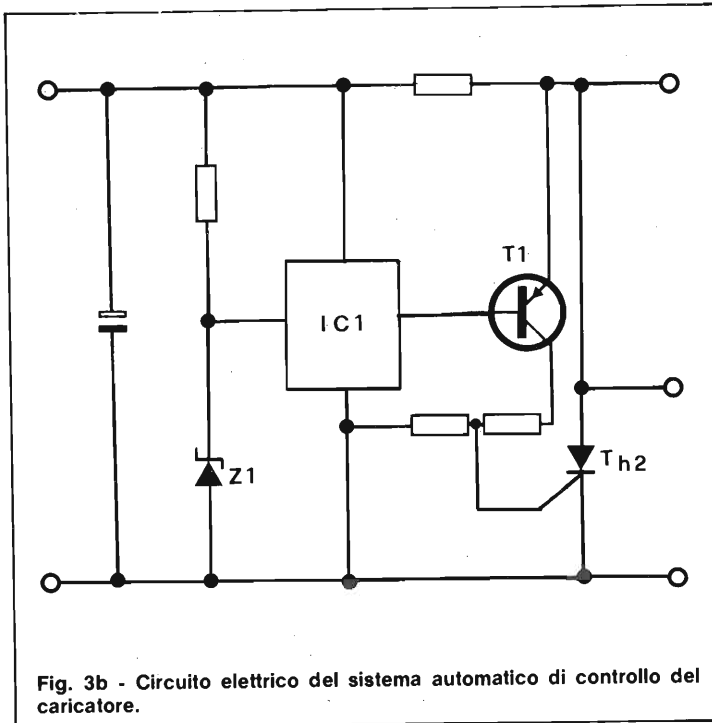 T1
IC1
Z1
Th2
Fig. 3b - Circuito elettrico del sistema automatico di controllo del
caricatore.